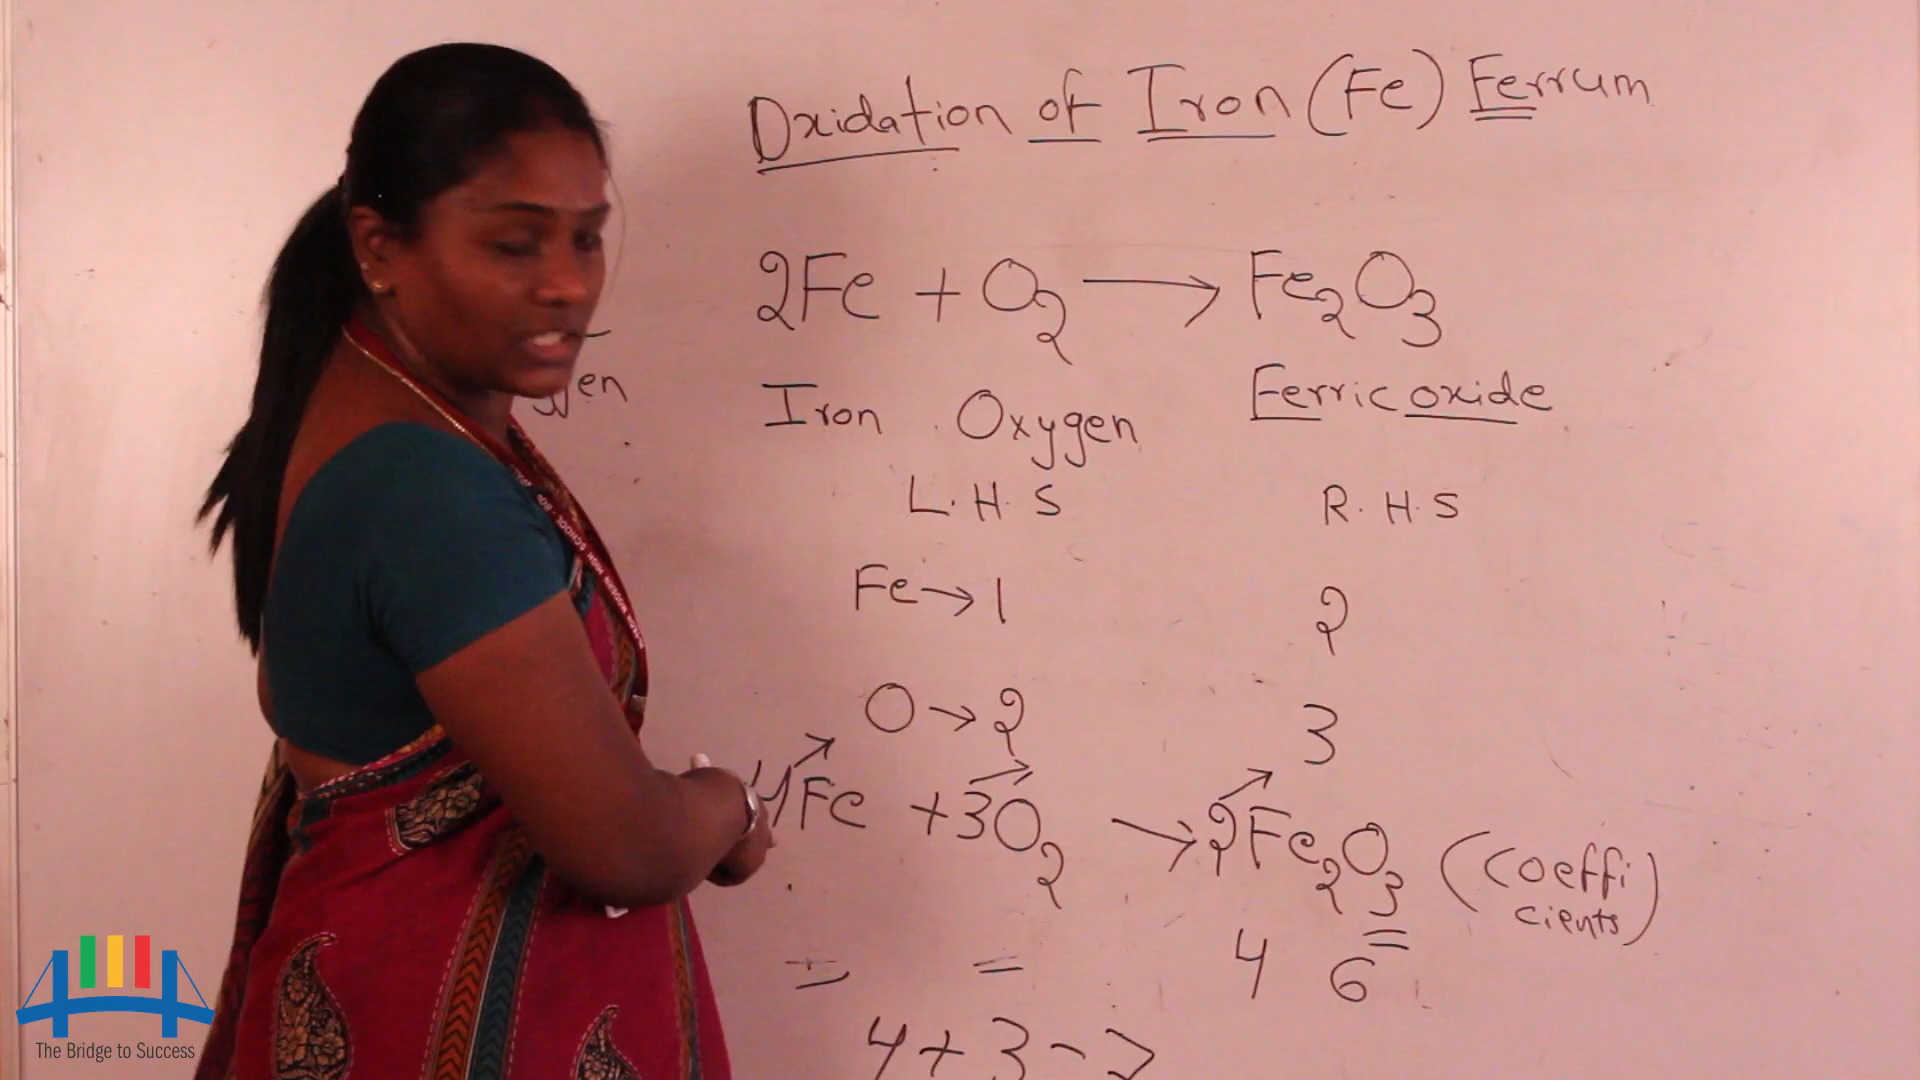 Oxidation of Iron (Fe) Ferrum
2Fe + O2 → Fe2O3
Iron Oxygen Ferric oxide
L.H.S R.H.S
Fe → 1 2
O → 2 3
4Fe + 3O2 → 2Fe2O3 (Coeffi
cients)
4 6
4 + 3 →
The Bridge to Success